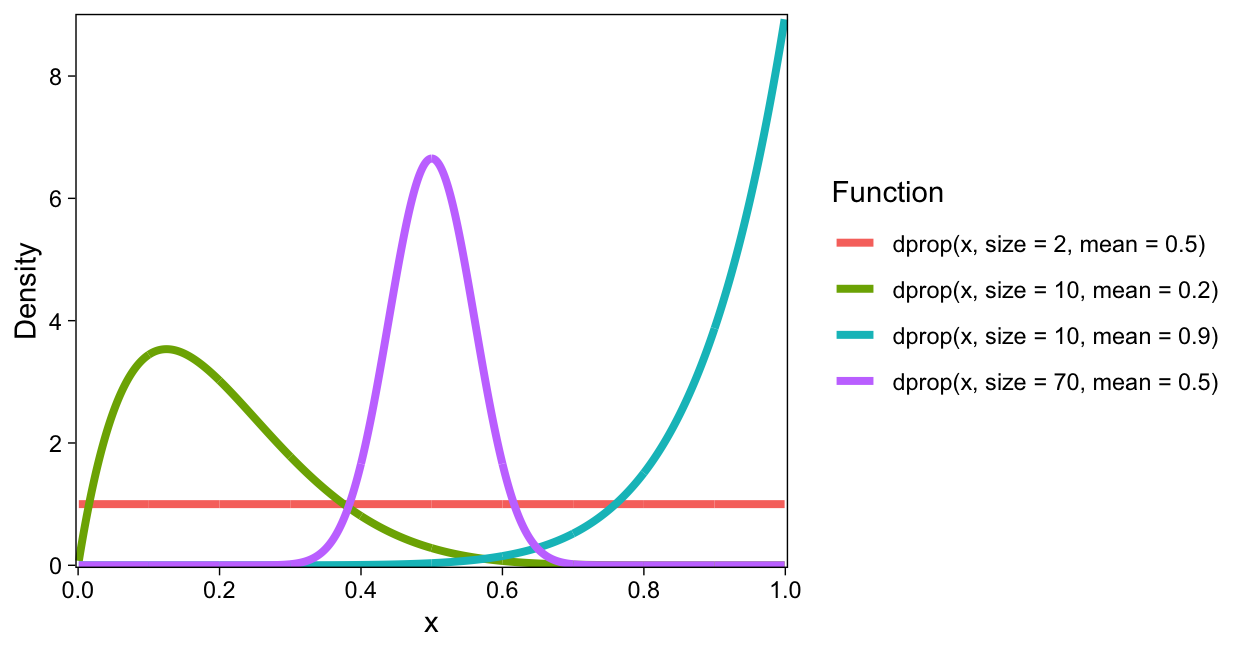 Density
8
6
4
2
0
0.0 0.2 0.4 0.6 0.8 1.0
x
Function
dprop(x, size = 2, mean = 0.5)
dprop(x, size = 10, mean = 0.2)
dprop(x, size = 10, mean = 0.9)
dprop(x, size = 70, mean = 0.5)